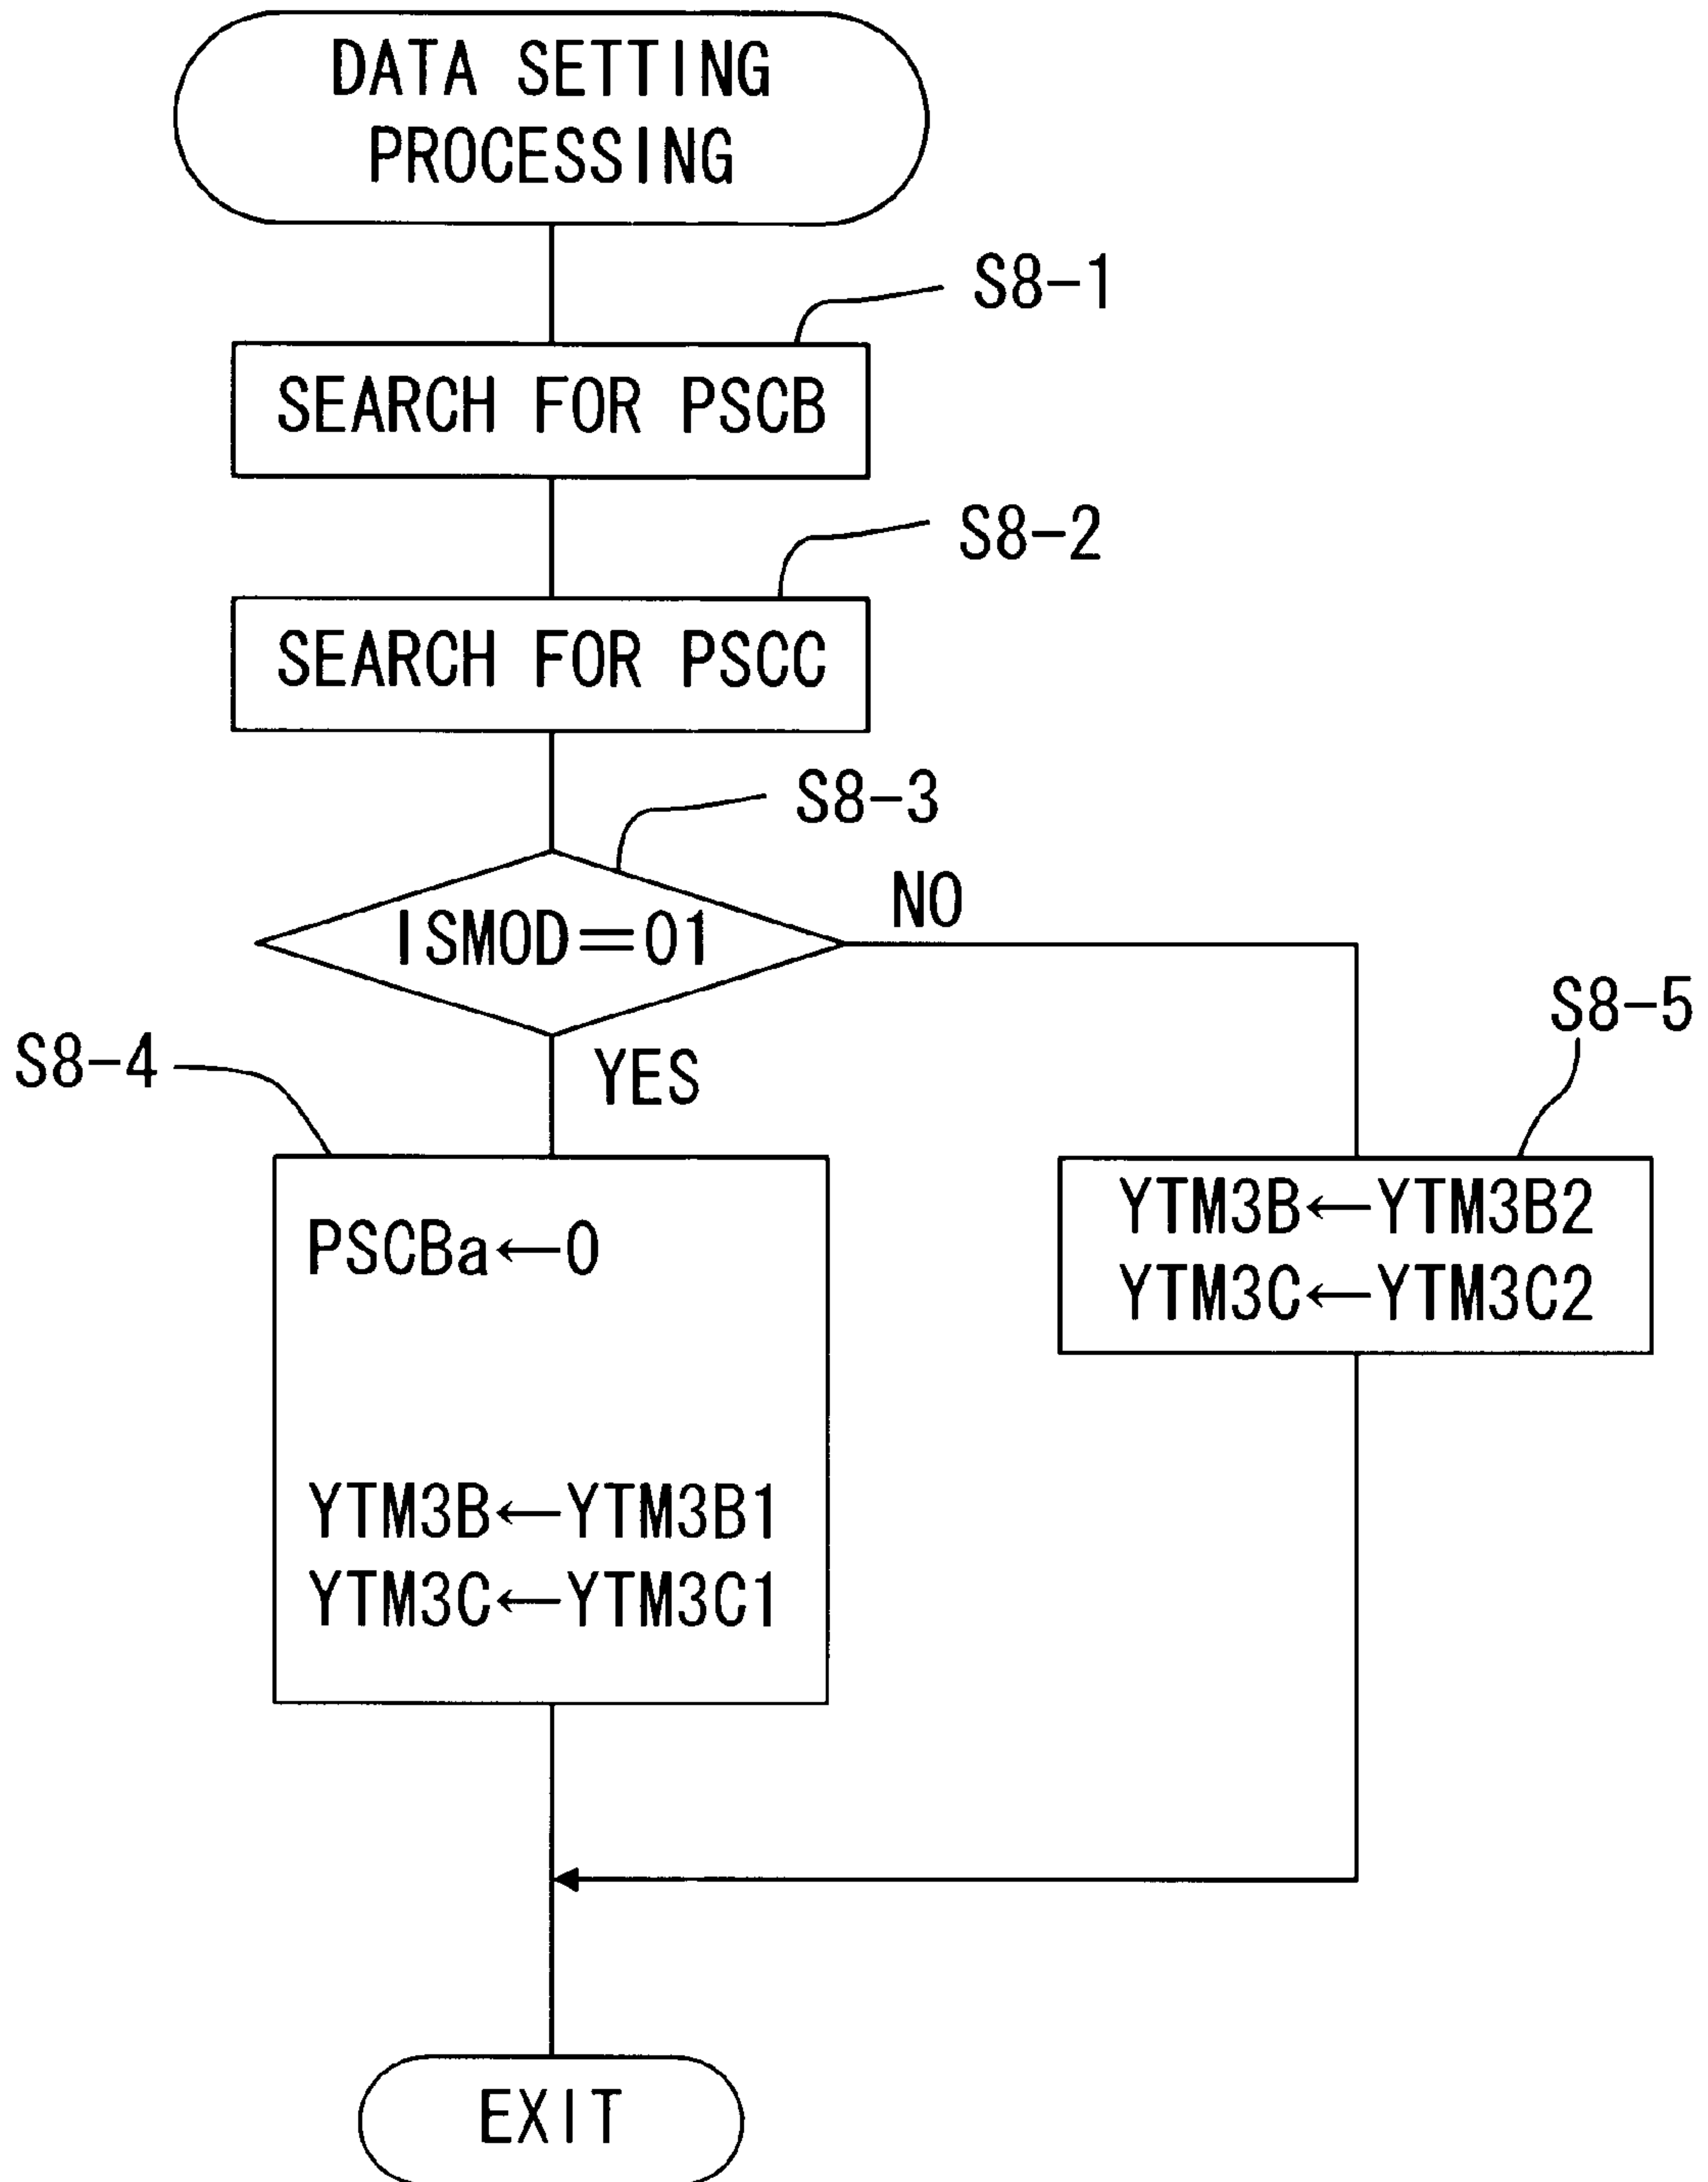 DATA SETTING
PROCESSING
S8-1
SEARCH FOR PSCB
S8-2
SEARCH FOR PSCC
S8-3
ISMOD=01
NO
YES
S8-4
S8-5
PSCBa←0
YTM3B←YTM3B1
YTM3C←YTM3C1
YTM3B←YTM3B2
YTM3C←YTM3C2
EXIT